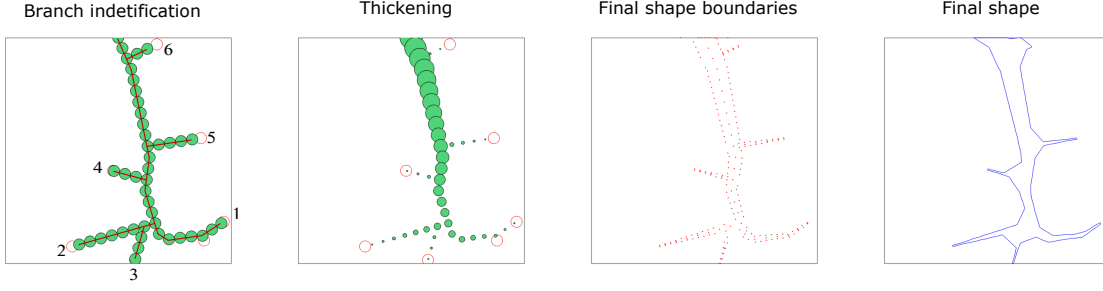 Branch indetification
Thickening
Final shape boundaries
Final shape
6
5
4
1
2
3